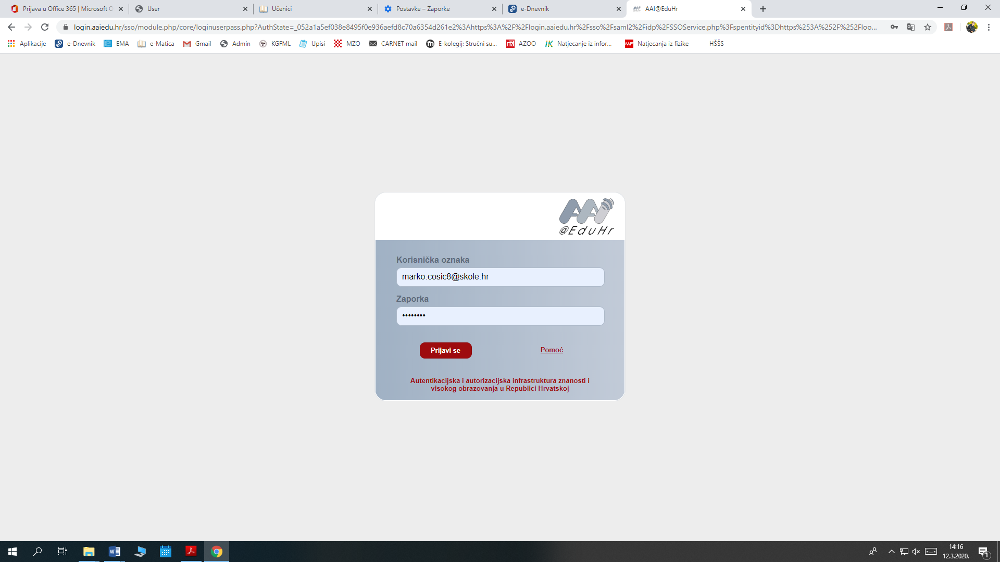 Prijava u Office 365 | Microsoft O
User
Učenici
Postavke – Zaporke
e-Dnevnik
AAI@EduHr
login.aaiedu.hr/sso/module.php/core/loginuserpass.php?AuthState=_052a1a5ef038e8495f0e936aefd8c70a6354d261e2%3Ahttps%3A%2F%2Flogin.aaiedu.hr%2Fsso%2Fsaml2%2Fidp%2FSSOService.php%3Fspentityid%3Dhttps%253A%252F%252Floo...
Aplikacije e-Dnevnik EMA e-Matica Gmail Admin KGFML Upisi MZO CARNET mail E-kolegij: Stručni su... AZOO Natjecanje iz infor... Natjecanja iz fizike HŠŠS
AAI
@EduHr
Korisnička oznaka
marko.cosic8@skole.hr
Zaporka
••••••••
Prijavi se Pomoć
Autentikacijska i autorizacijska infrastruktura znanosti i
visokog obrazovanja u Republici Hrvatskoj
14:16
12.3.2020.
1